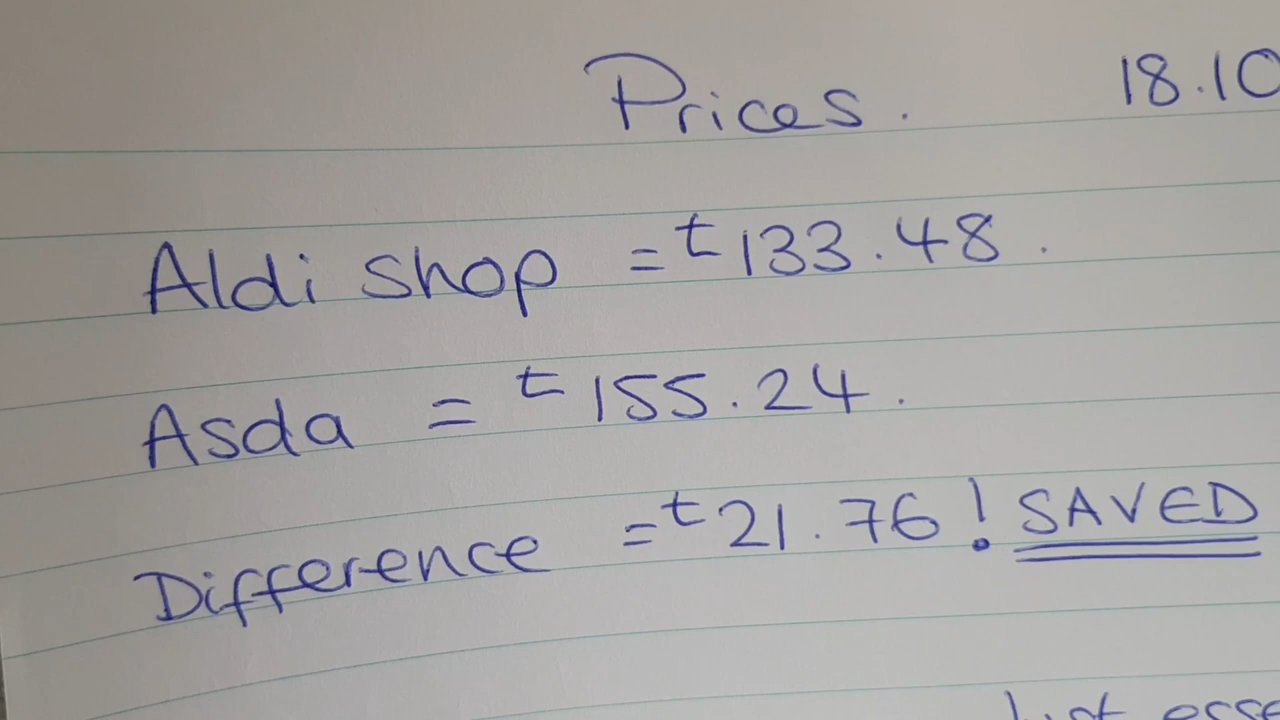 Prices. 18.10
Aldi shop = £133.48.
Asda = £155.24.
Difference = £21.76! SAVED